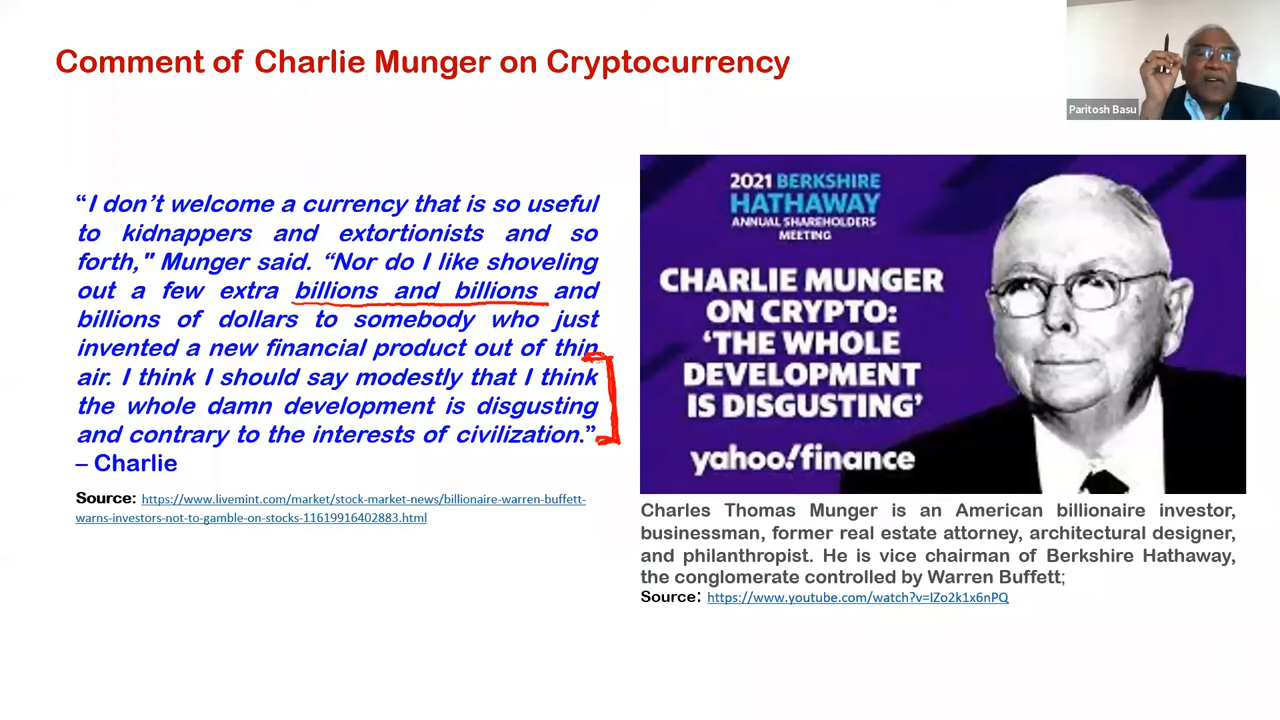 Comment of Charlie Munger on Cryptocurrency
Paritosh Basu
“I don’t welcome a currency that is so useful
to kidnappers and extortionists and so
forth," Munger said. “Nor do I like shoveling
out a few extra billions and billions and
billions of dollars to somebody who just
invented a new financial product out of thin
air. I think I should say modestly that I think
the whole damn development is disgusting
and contrary to the interests of civilization.”
– Charlie
Source: https://www.livemint.com/market/stock-market-news/billionaire-warren-buffett-
warns-investors-not-to-gamble-on-stocks-11619916402883.html
2021 BERKSHIRE
HATHAWAY
ANNUAL SHAREHOLDERS
MEETING
CHARLIE MUNGER
ON CRYPTO:
‘THE WHOLE
DEVELOPMENT
IS DISGUSTING’
yahoo!finance
Charles Thomas Munger is an American billionaire investor,
businessman, former real estate attorney, architectural designer,
and philanthropist. He is vice chairman of Berkshire Hathaway,
the conglomerate controlled by Warren Buffett;
Source: https://www.youtube.com/watch?v=IZo2k1x6nPQ